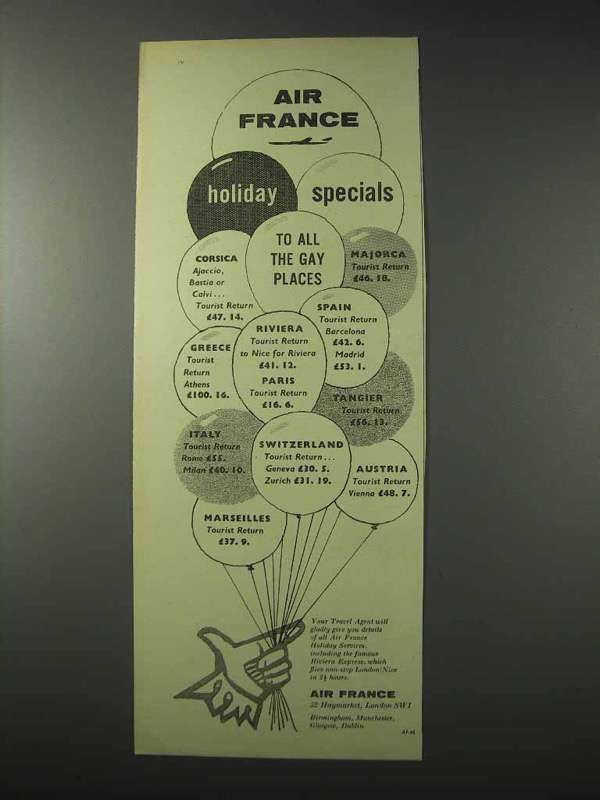 AIR
FRANCE
holiday
specials
TO ALL
THE GAY
PLACES
CORSICA
Ajaccio,
Bastia or
Calvi...
Tourist Return
£47. 14.
MAJORCA
Tourist Return
£46. 18.
SPAIN
Tourist Return
Barcelona
£42. 6.
Madrid
£53. 1.
RIVIERA
Tourist Return
to Nice for Riviera
£41. 12.
PARIS
Tourist Return
£16. 6.
GREECE
Tourist
Return
Athens
£100. 16.
TANGIER
Tourist Return
£56. 13.
ITALY
Tourist Return
Rome £55.
Milan £40. 10.
SWITZERLAND
Tourist Return...
Geneva £30. 5.
Zurich £31. 19.
AUSTRIA
Tourist Return
Vienna £48. 7.
MARSEILLES
Tourist Return
£37. 9.
Your Travel Agent will
gladly give you details
of all Air France
Holiday Services,
including the famous
Riviera Express, which
flies non-stop London/Nice
in 2½ hours.
AIR FRANCE
52 Haymarket, London SW1
Birmingham, Manchester,
Glasgow, Dublin